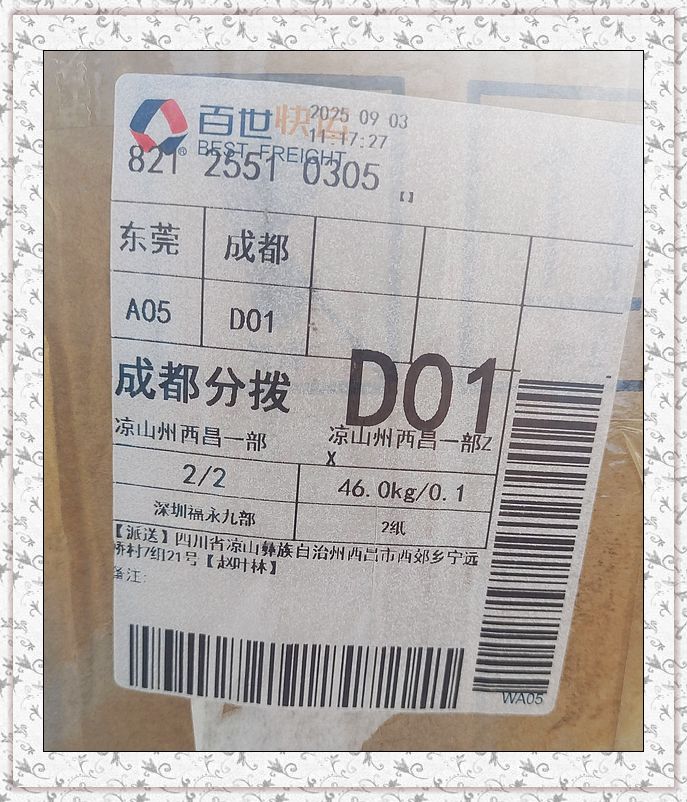 百世快运 2025 09 03
11:17:27
BEST FREIGHT
821 2551 0305 【】
东莞 成都
A05 D01
成都分拨 D01
凉山州西昌一部 凉山州西昌一部Z
X
2/2 46.0kg/0.1
深圳福永九部 2纸
【派送】四川省凉山彝族自治州西昌市西郊乡宁远
桥村7组21号【赵叶林】
备注:
WA05